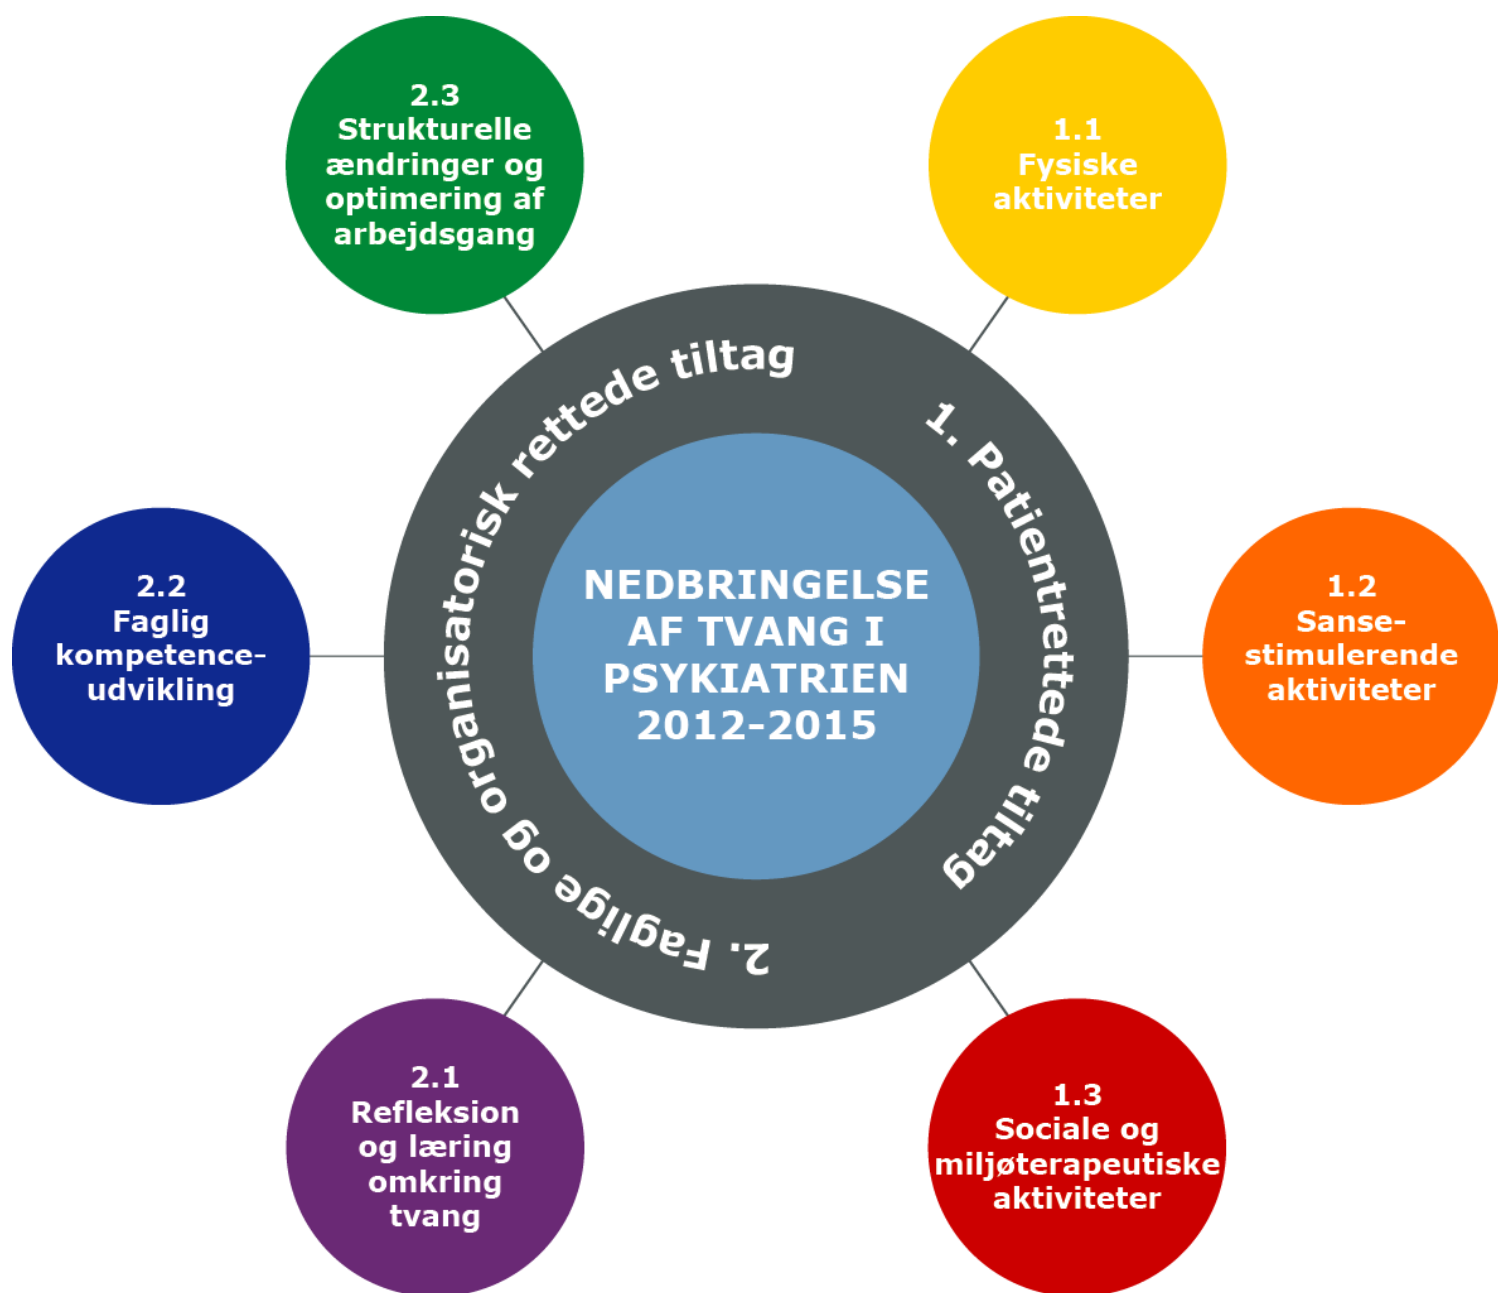 NEDBRINGELSE
AF TVANG I
PSYKIATRIEN
2012-2015
1. Patientrettede tiltag
1.1
Fysiske
aktiviteter
1.2
Sanse-
stimulerende
aktiviteter
1.3
Sociale og
miljøterapeutiske
aktiviteter
2. Faglige og organisatorisk rettede tiltag
2.1
Refleksion
og læring
omkring
tvang
2.2
Faglig
kompetence-
udvikling
2.3
Strukturelle
ændringer og
optimering af
arbejdsgang